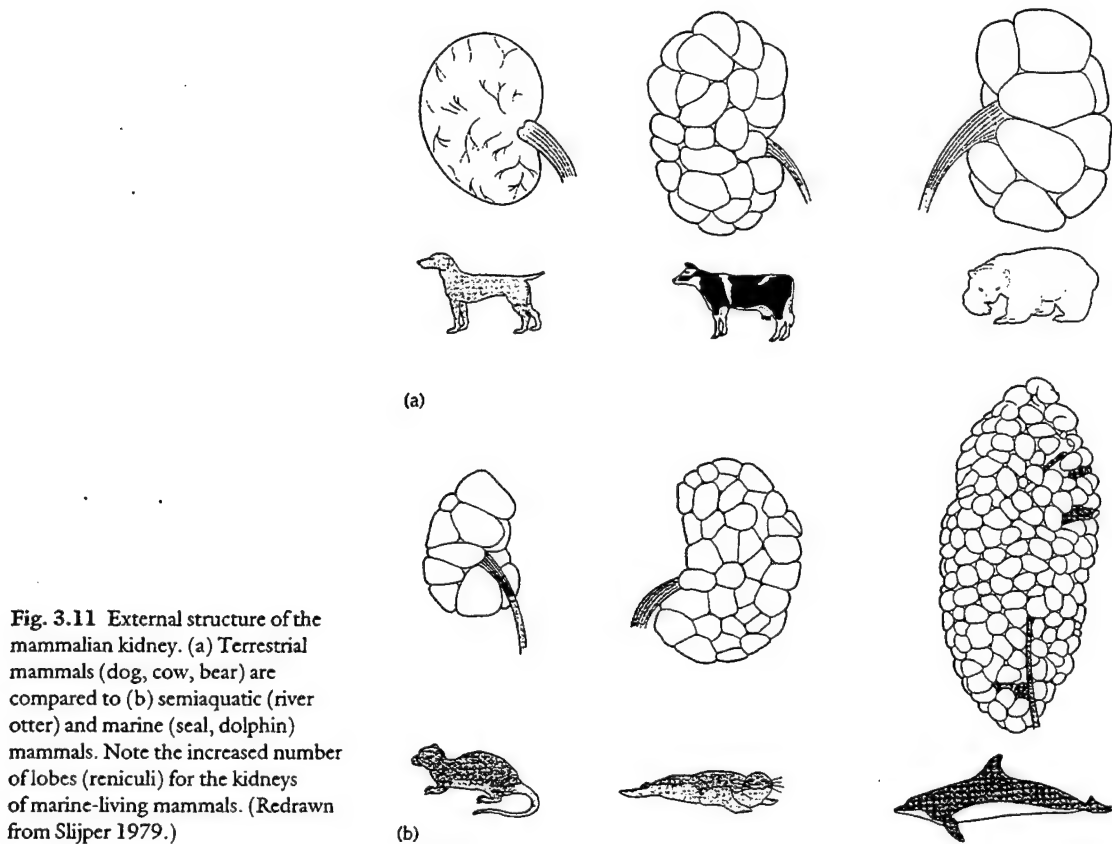 (a)
Fig. 3.11 External structure of the
mammalian kidney. (a) Terrestrial
mammals (dog, cow, bear) are
compared to (b) semiaquatic (river
otter) and marine (seal, dolphin)
mammals. Note the increased number
of lobes (reniculi) for the kidneys
of marine-living mammals. (Redrawn
from Slijper 1979.)
(b)